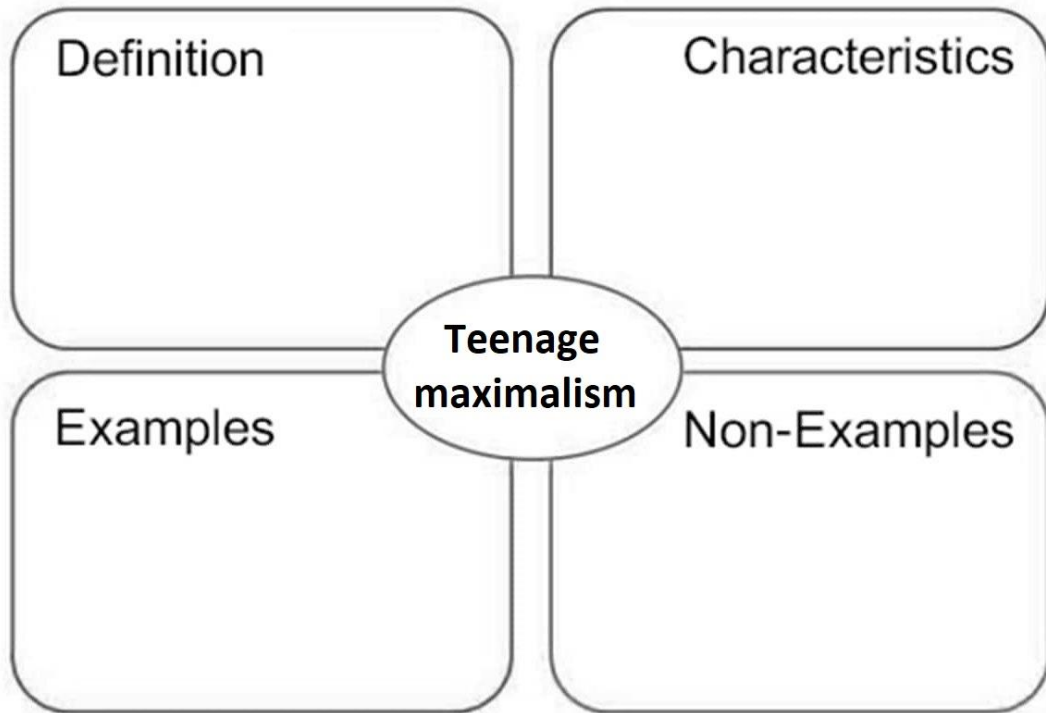 Definition
Characteristics
Teenage
maximalism
Examples
Non-Examples